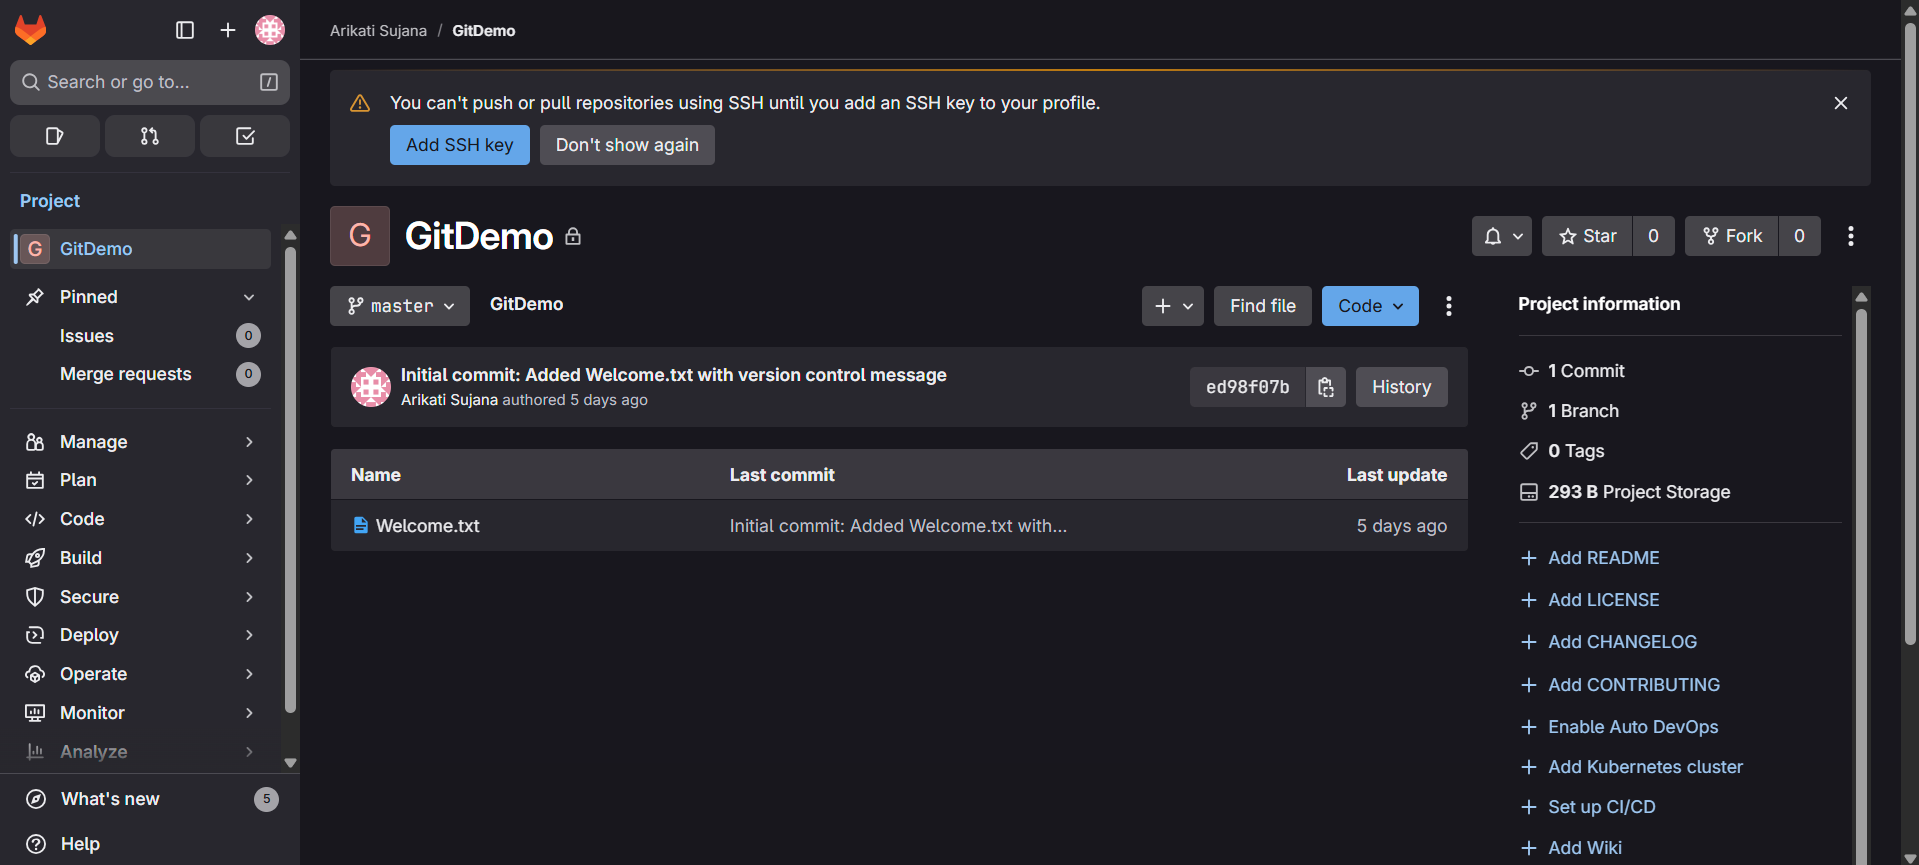 Arikati Sujana / GitDemo
Search or go to... /
You can't push or pull repositories using SSH until you add an SSH key to your profile.
Add SSH key Don't show again
Project
G GitDemo
Pinned
Issues 0
Merge requests 0
Manage
Plan
Code
Build
Secure
Deploy
Operate
Monitor
Analyze
What's new 5
Help
G GitDemo
Star 0 Fork 0
master GitDemo
Find file Code
Initial commit: Added Welcome.txt with version control message
Arikati Sujana authored 5 days ago
ed98f07b History
Name Last commit Last update
Welcome.txt Initial commit: Added Welcome.txt with... 5 days ago
Project information
1 Commit
1 Branch
0 Tags
293 B Project Storage
Add README
Add LICENSE
Add CHANGELOG
Add CONTRIBUTING
Enable Auto DevOps
Add Kubernetes cluster
Set up CI/CD
Add Wiki